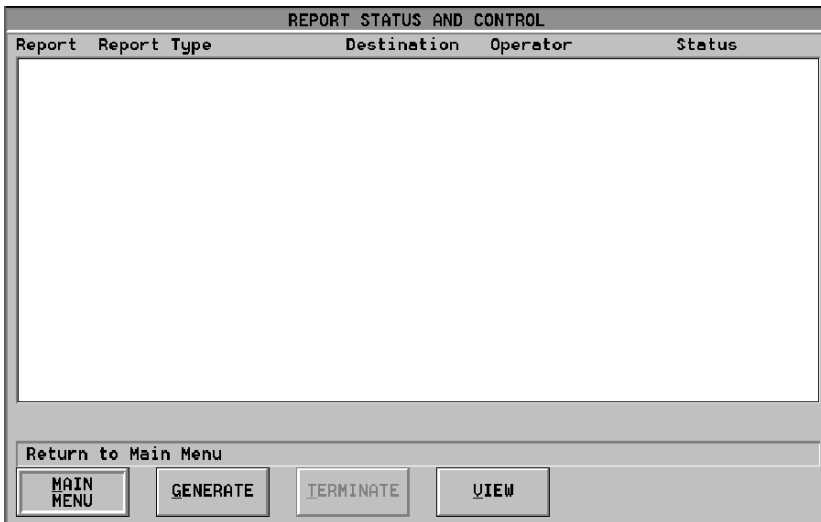 REPORT STATUS AND CONTROL
Report Report Type Destination Operator Status
Return to Main Menu
MAIN
MENU
GENERATE
TERMINATE
VIEW